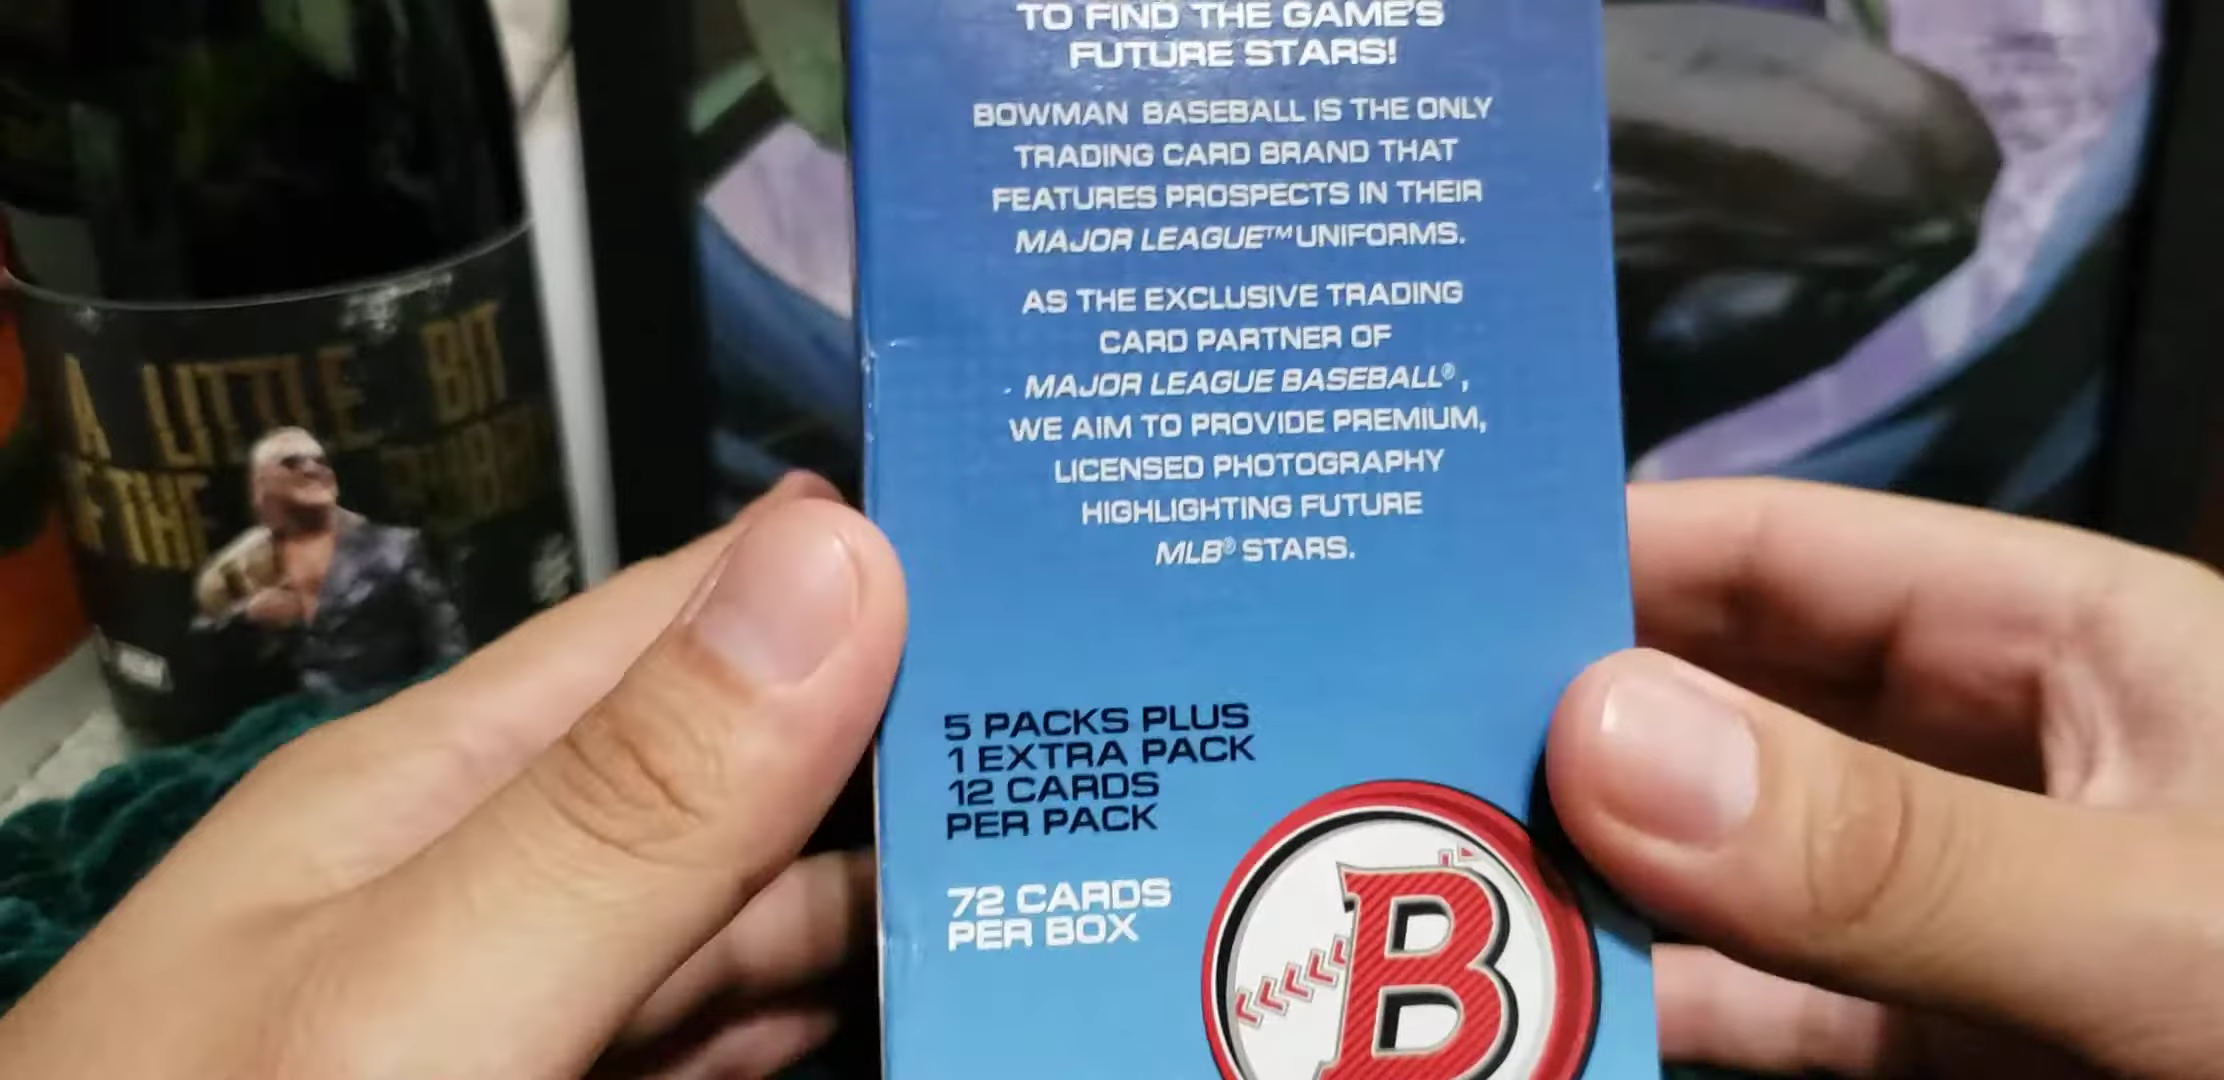 TO FIND THE GAME'S
FUTURE STARS!
BOWMAN BASEBALL IS THE ONLY
TRADING CARD BRAND THAT
FEATURES PROSPECTS IN THEIR
MAJOR LEAGUE™ UNIFORMS.
AS THE EXCLUSIVE TRADING
CARD PARTNER OF
MAJOR LEAGUE BASEBALL®,
WE AIM TO PROVIDE PREMIUM,
LICENSED PHOTOGRAPHY
HIGHLIGHTING FUTURE
MLB® STARS.
5 PACKS PLUS
1 EXTRA PACK
12 CARDS
PER PACK
72 CARDS
PER BOX
B
A LITTLE BIT
OF THE